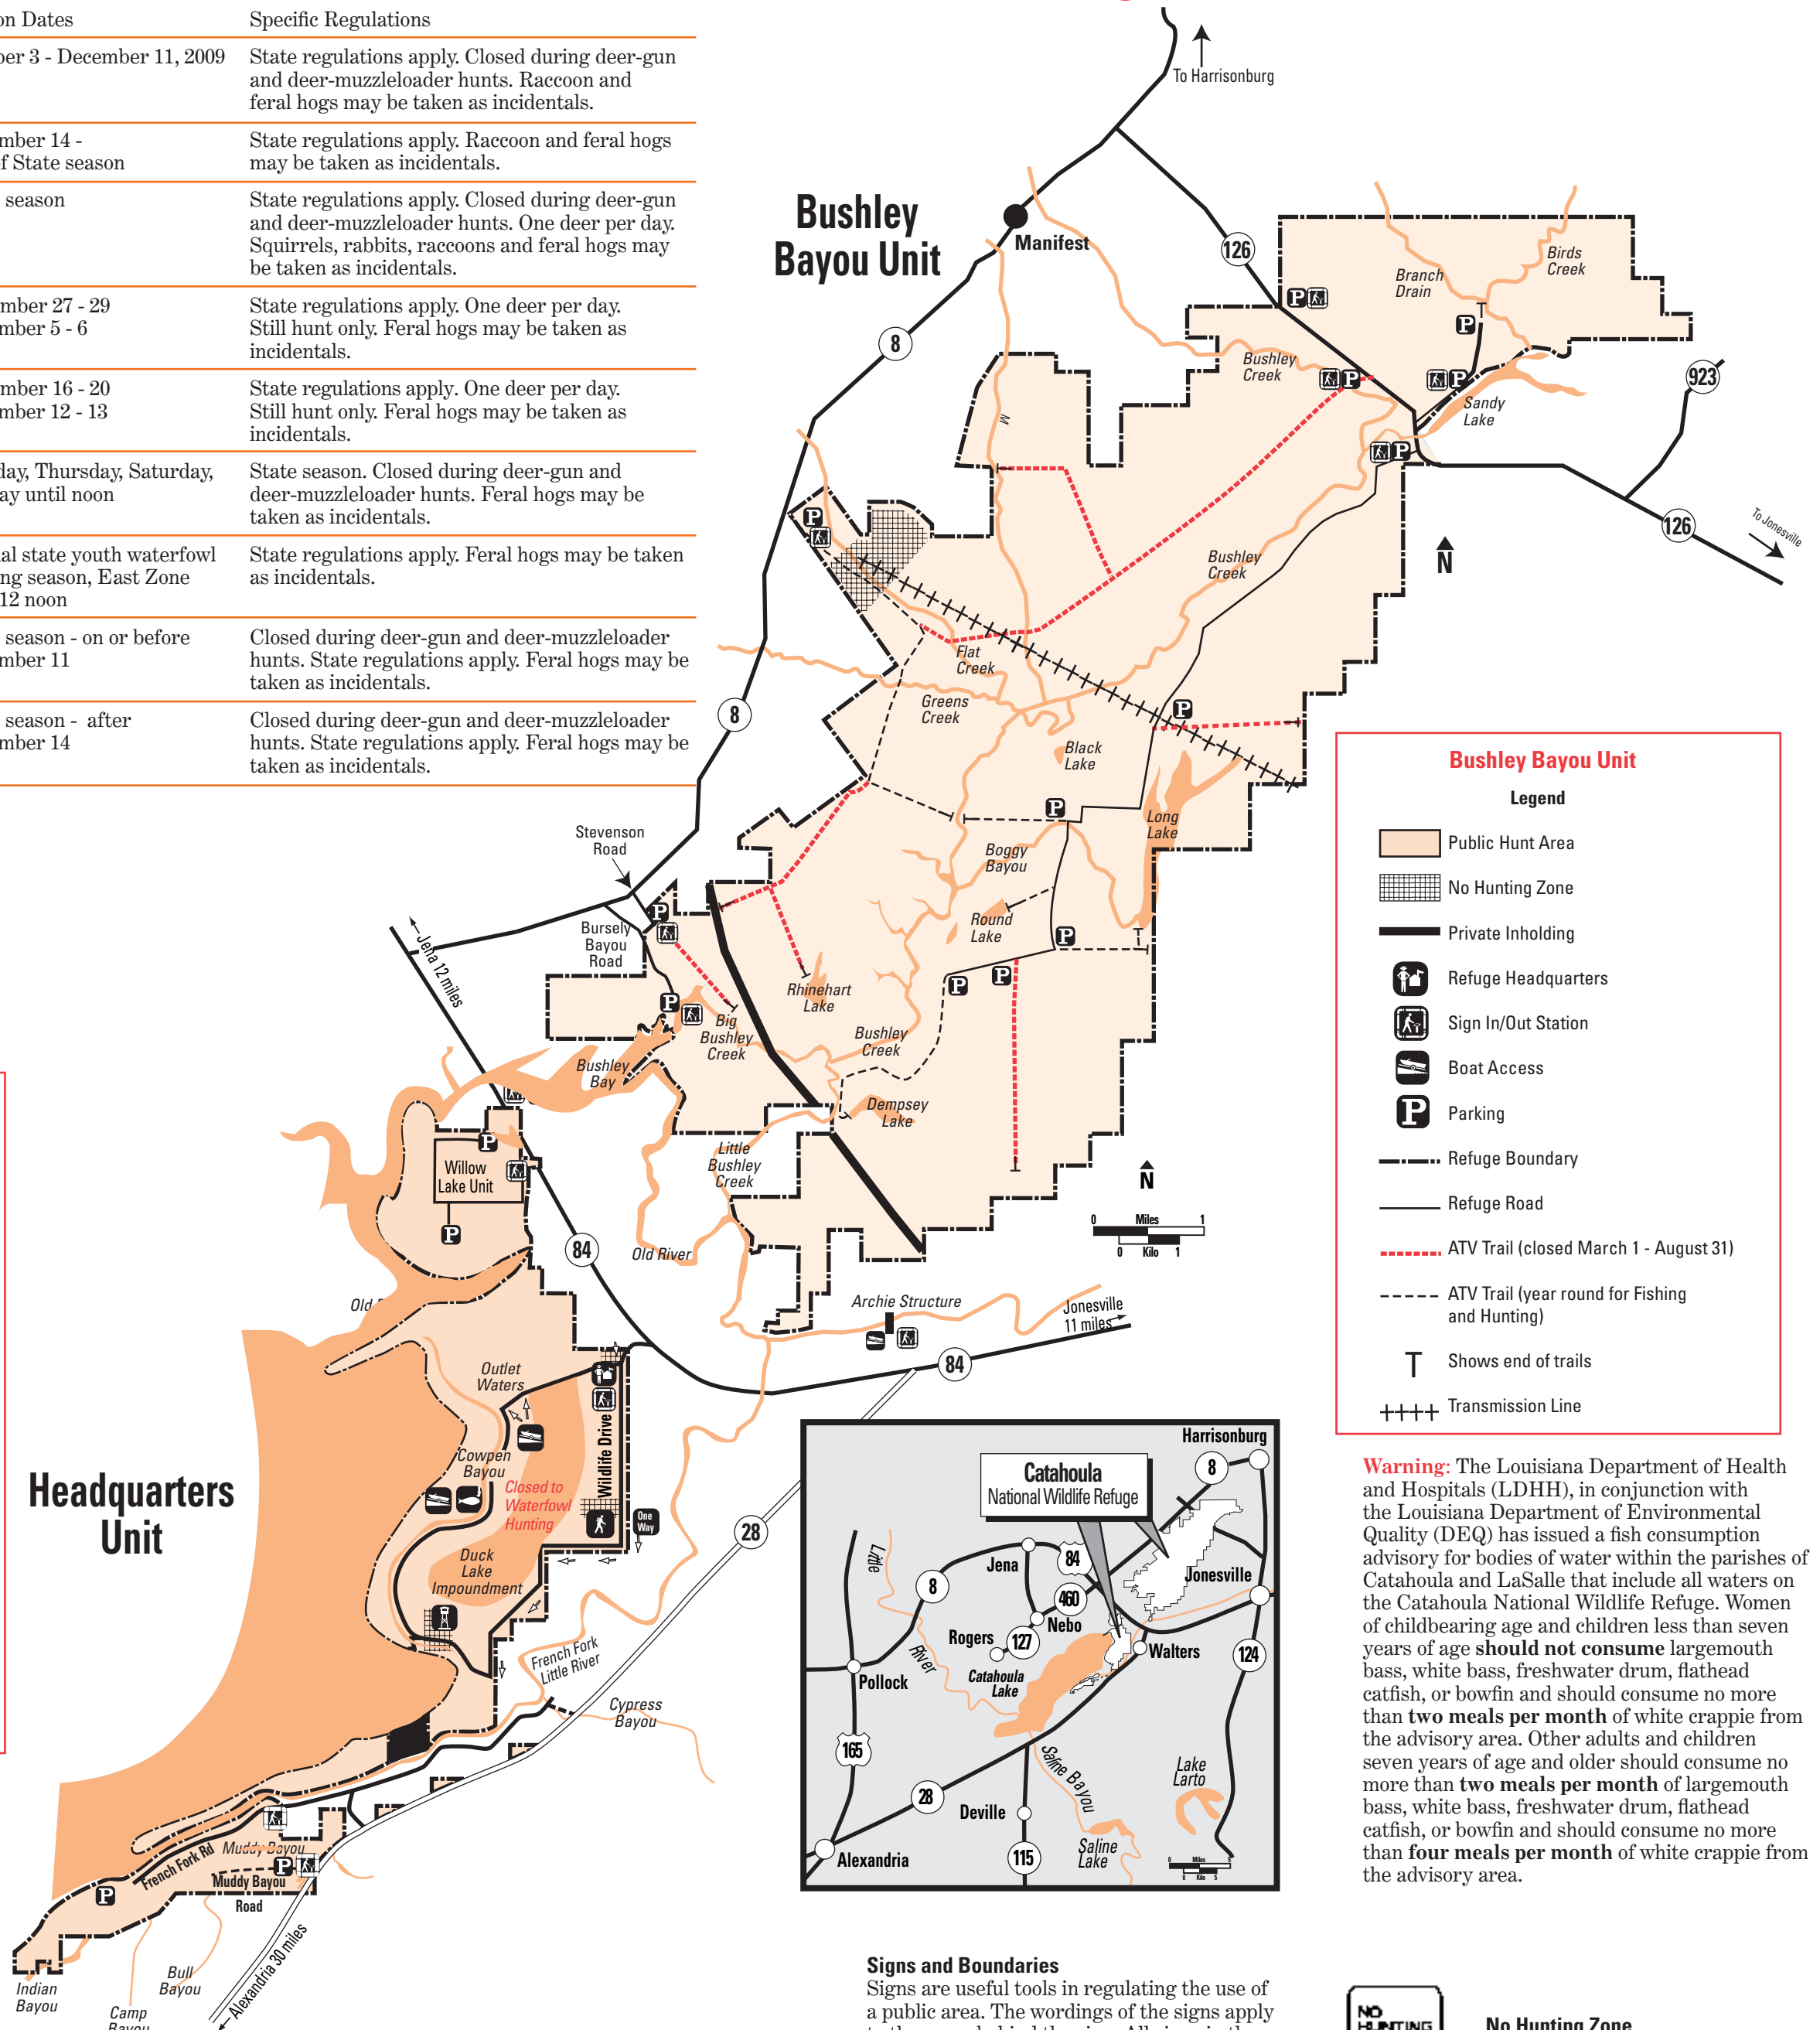 on Dates
Specific Regulations
ber 3 - December 11, 2009
State regulations apply. Closed during deer-gun
and deer-muzzleloader hunts. Raccoon and
feral hogs may be taken as incidentals.
mber 14 -
f State season
State regulations apply. Raccoon and feral hogs
may be taken as incidentals.
season
State regulations apply. Closed during deer-gun
and deer-muzzleloader hunts. One deer per day.
Squirrels, rabbits, raccoons and feral hogs may
be taken as incidentals.
mber 27 - 29
mber 5 - 6
State regulations apply. One deer per day.
Still hunt only. Feral hogs may be taken as
incidentals.
mber 16 - 20
mber 12 - 13
State regulations apply. One deer per day.
Still hunt only. Feral hogs may be taken as
incidentals.
day, Thursday, Saturday,
ay until noon
State season. Closed during deer-gun and
deer-muzzleloader hunts. Feral hogs may be
taken as incidentals.
al state youth waterfowl
ng season, East Zone
12 noon
State regulations apply. Feral hogs may be taken
as incidentals.
season - on or before
mber 11
Closed during deer-gun and deer-muzzleloader
hunts. State regulations apply. Feral hogs may be
taken as incidentals.
season - after
mber 14
Closed during deer-gun and deer-muzzleloader
hunts. State regulations apply. Feral hogs may be
taken as incidentals.
To Harrisonburg
Bushley
Bayou Unit
Manifest
126
Birds
Creek
Branch
Drain
P
P
8
Bushley
Creek
P
P
923
Sandy
Lake
M
P
P
126
To Jonesville
N
Bushley
Creek
Flat
Creek
Greens
Creek
8
P
Black
Lake
P
Long
Lake
Stevenson
Road
Boggy
Bayou
P
Bursely
Bayou
Road
Round
Lake
P
Jena 12 miles
P
P
Rhinehart
Lake
P
Big
Bushley
Creek
Bushley
Creek
Bushley
Bay
Dempsey
Lake
P
Willow
Lake Unit
Little
Bushley
Creek
N
P
0 Miles 1
0 Kilo 1
84
Old River
Old
Archie Structure
Jonesville
11 miles
84
Outlet
Waters
Wildlife Drive
Cowpen
Bayou
Closed to
Waterfowl
Hunting
One
Way
Headquarters
Unit
28
Duck
Lake
Impoundment
French Fork
Little River
Cypress
Bayou
Muddy Bayou
French Fork Rd
P
P
Muddy Bayou
Road
Alexandria 30 miles
Indian
Bayou
Bull
Bayou
Camp
Bayou
Bushley Bayou Unit
Legend
Public Hunt Area
No Hunting Zone
Private Inholding
Refuge Headquarters
Sign In/Out Station
Boat Access
P
Parking
Refuge Boundary
Refuge Road
ATV Trail (closed March 1 - August 31)
ATV Trail (year round for Fishing
and Hunting)
Shows end of trails
Transmission Line
Catahoula
National Wildlife Refuge
Harrisonburg
8
Little
River
Jena
84
Jonesville
8
460
Nebo
Rogers
127
Walters
124
Catahoula
Lake
Pollock
165
Saline Bayou
Lake
Larto
28
Deville
Saline
Lake
Alexandria
115
0 Miles 5
0 Kilo 5
Warning: The Louisiana Department of Health
and Hospitals (LDHH), in conjunction with
the Louisiana Department of Environmental
Quality (DEQ) has issued a fish consumption
advisory for bodies of water within the parishes of
Catahoula and LaSalle that include all waters on
the Catahoula National Wildlife Refuge. Women
of childbearing age and children less than seven
years of age should not consume largemouth
bass, white bass, freshwater drum, flathead
catfish, or bowfin and should consume no more
than two meals per month of white crappie from
the advisory area. Other adults and children
seven years of age and older should consume no
more than two meals per month of largemouth
bass, white bass, freshwater drum, flathead
catfish, or bowfin and should consume no more
than four meals per month of white crappie from
the advisory area.
Signs and Boundaries
Signs are useful tools in regulating the use of
a public area. The wordings of the signs apply
NO
HUNTING
No Hunting Zone